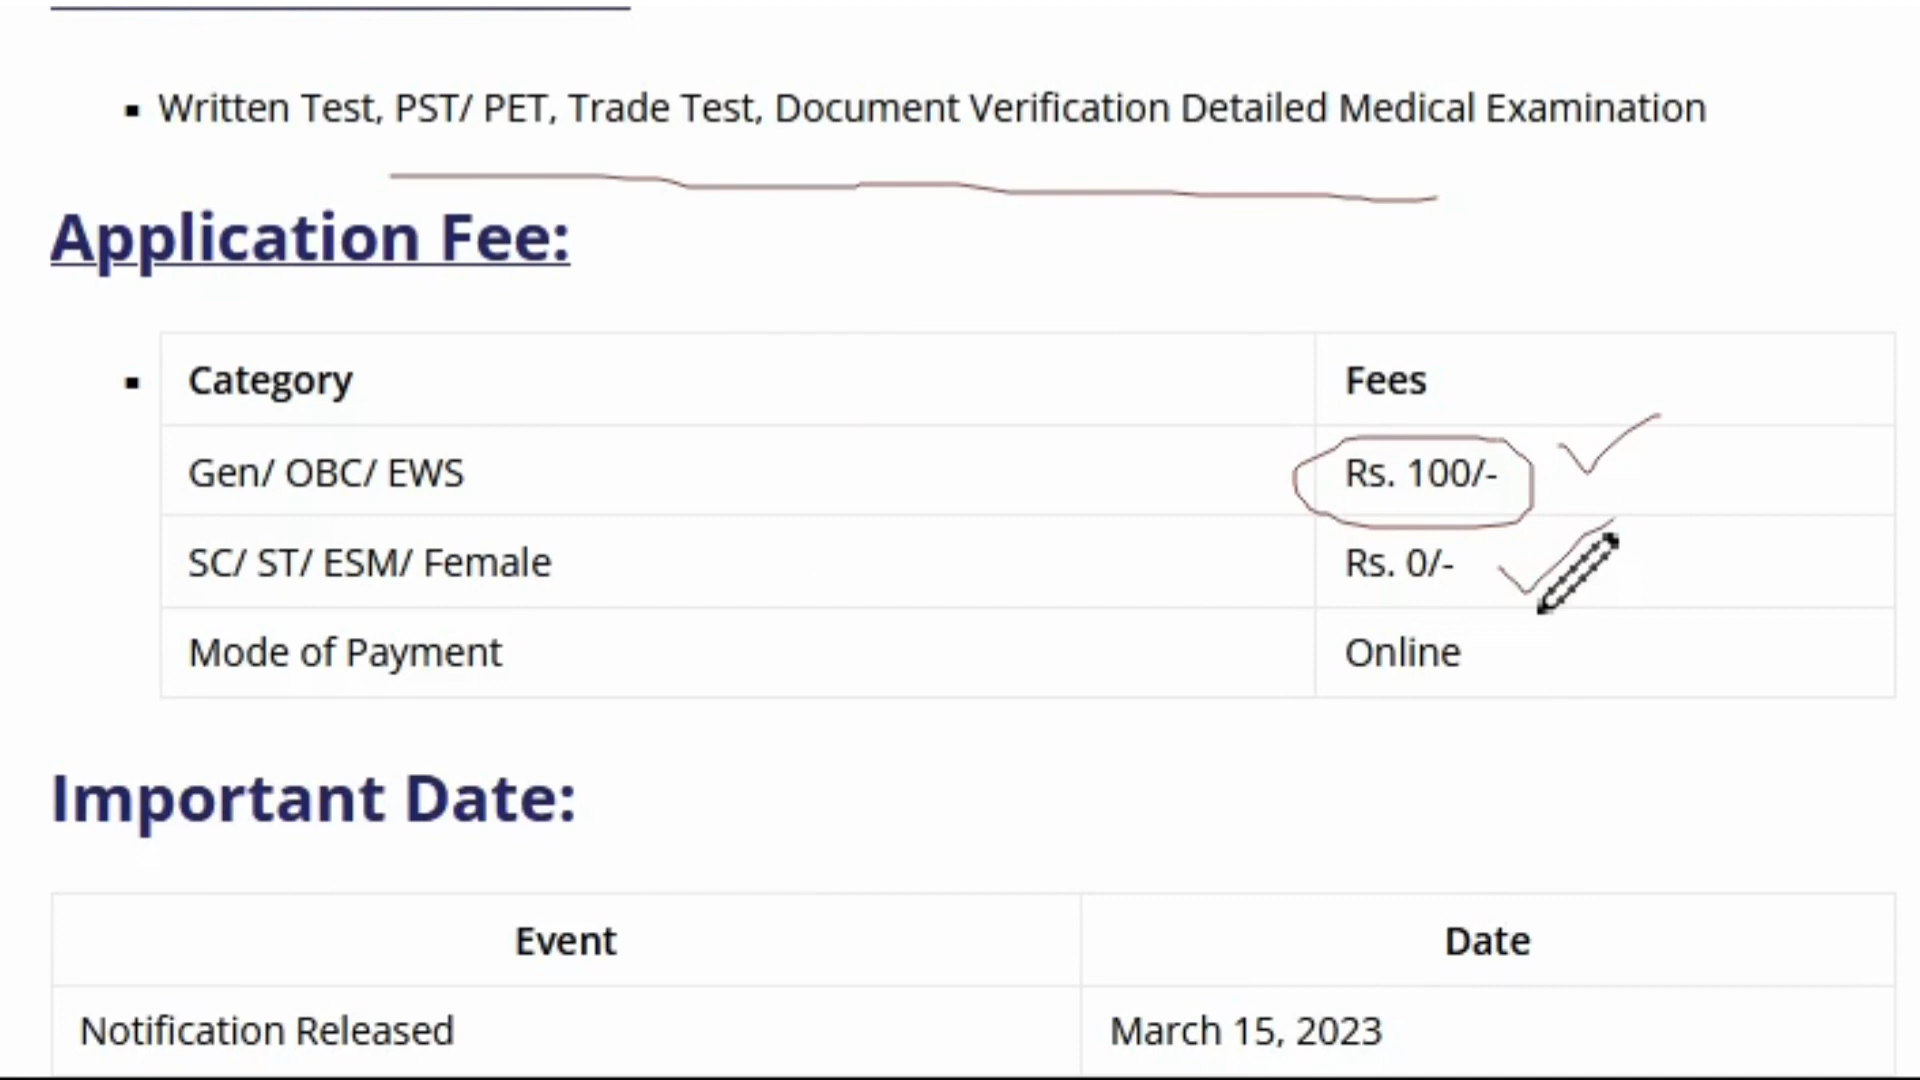 Written Test, PST/ PET, Trade Test, Document Verification Detailed Medical Examination
Application Fee:
Category Fees
Gen/ OBC/ EWS Rs. 100/-
SC/ ST/ ESM/ Female Rs. 0/-
Mode of Payment Online
Important Date:
Event Date
Notification Released March 15, 2023